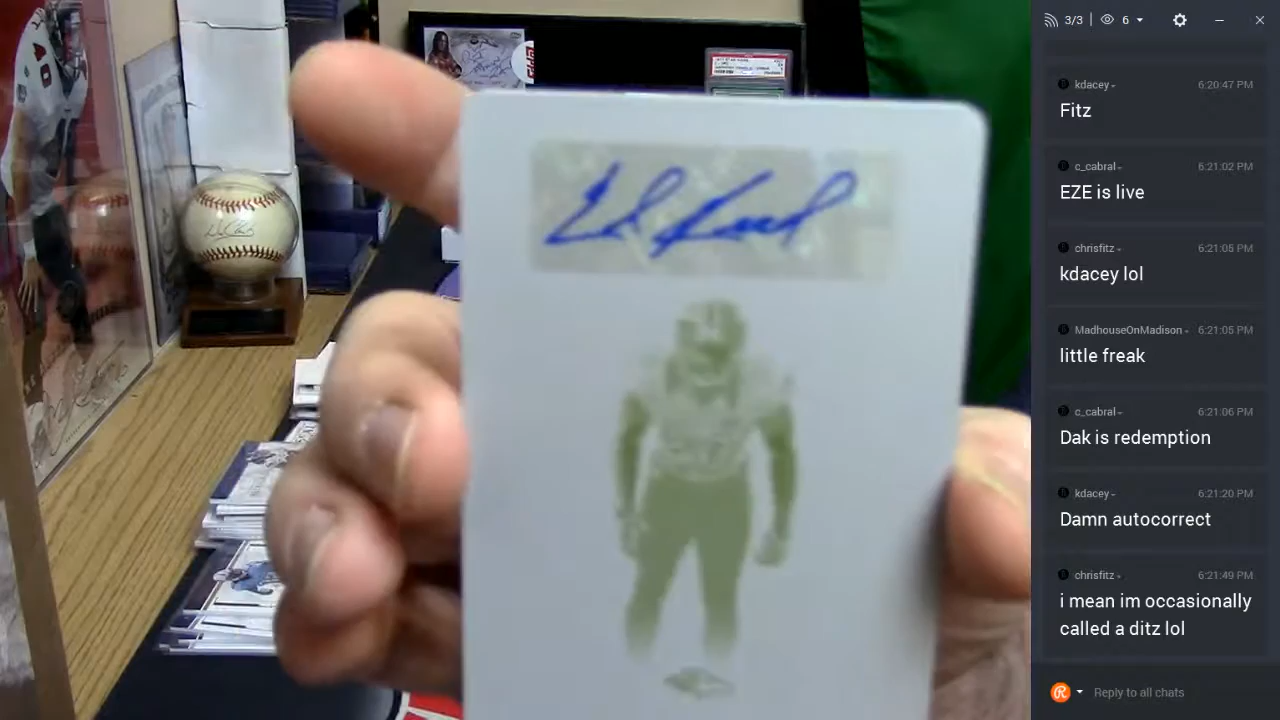 3/3
6
kdacey
6:20:47 PM
Fitz
c_cabral
6:21:02 PM
EZE is live
chrisfitz
6:21:05 PM
kdacey lol
MadhouseOnMadison
6:21:05 PM
little freak
c_cabral
6:21:06 PM
Dak is redemption
kdacey
6:21:20 PM
Damn autocorrect
chrisfitz
6:21:49 PM
i mean im occasionally
called a ditz lol
Reply to all chats